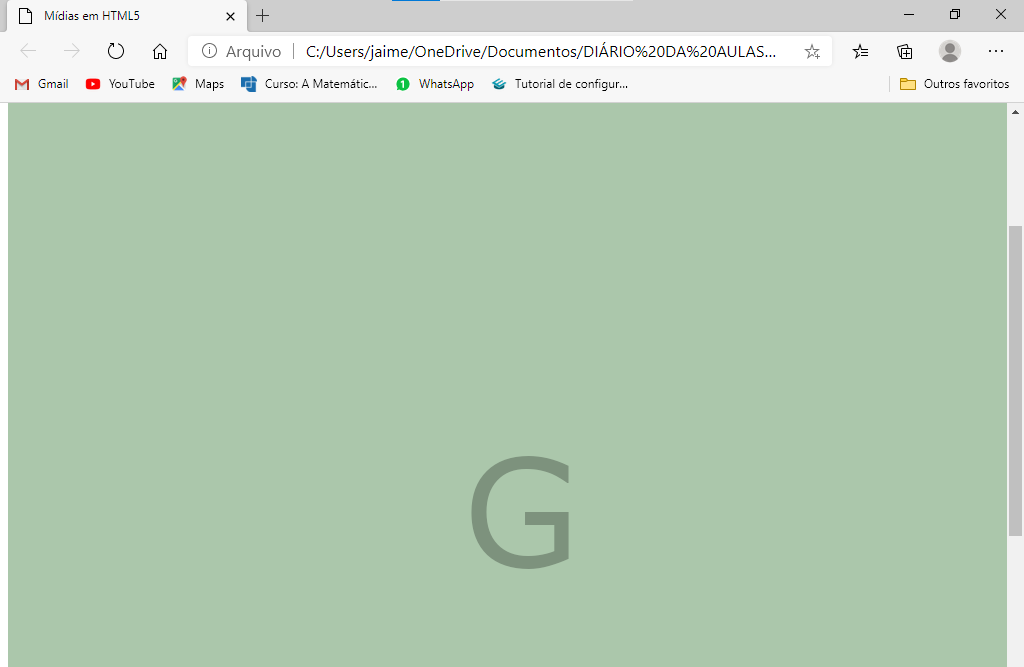 Mídias em HTML5
Arquivo | C:/Users/jaime/OneDrive/Documentos/DIÁRIO%20DA%20AULAS...
Gmail YouTube Maps Curso: A Matemátic... 1 WhatsApp Tutorial de configur... Outros favoritos
G